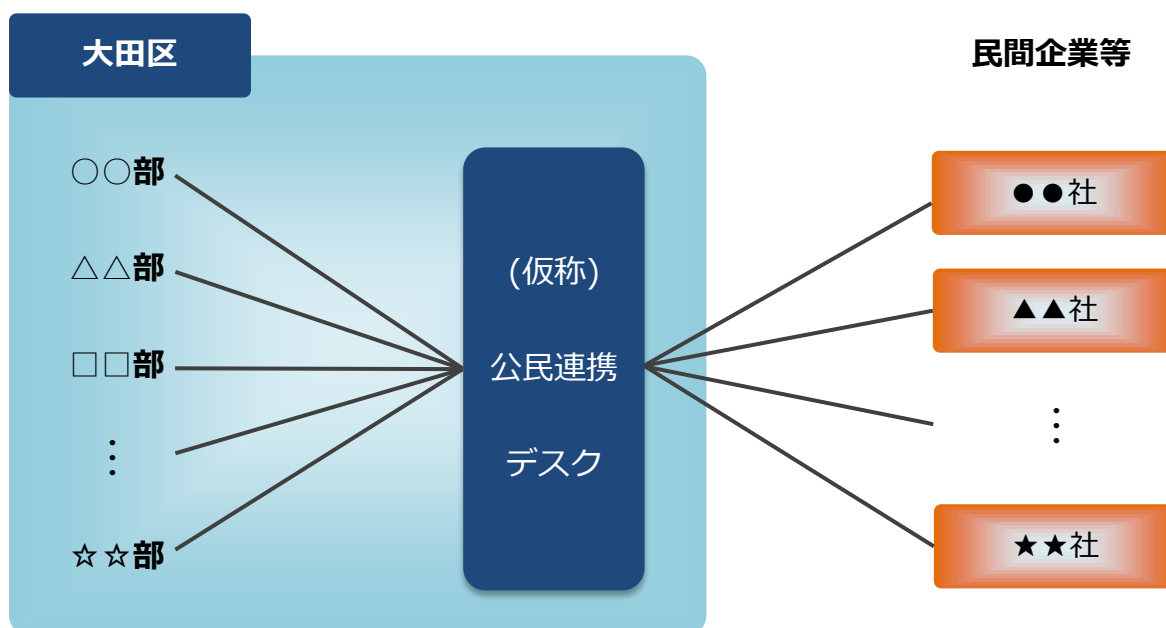 大田区
民間企業等
○○部
△△部
□□部
⋮
☆☆部
(仮称)
公民連携
デスク
●●社
▲▲社
⋮
★★社